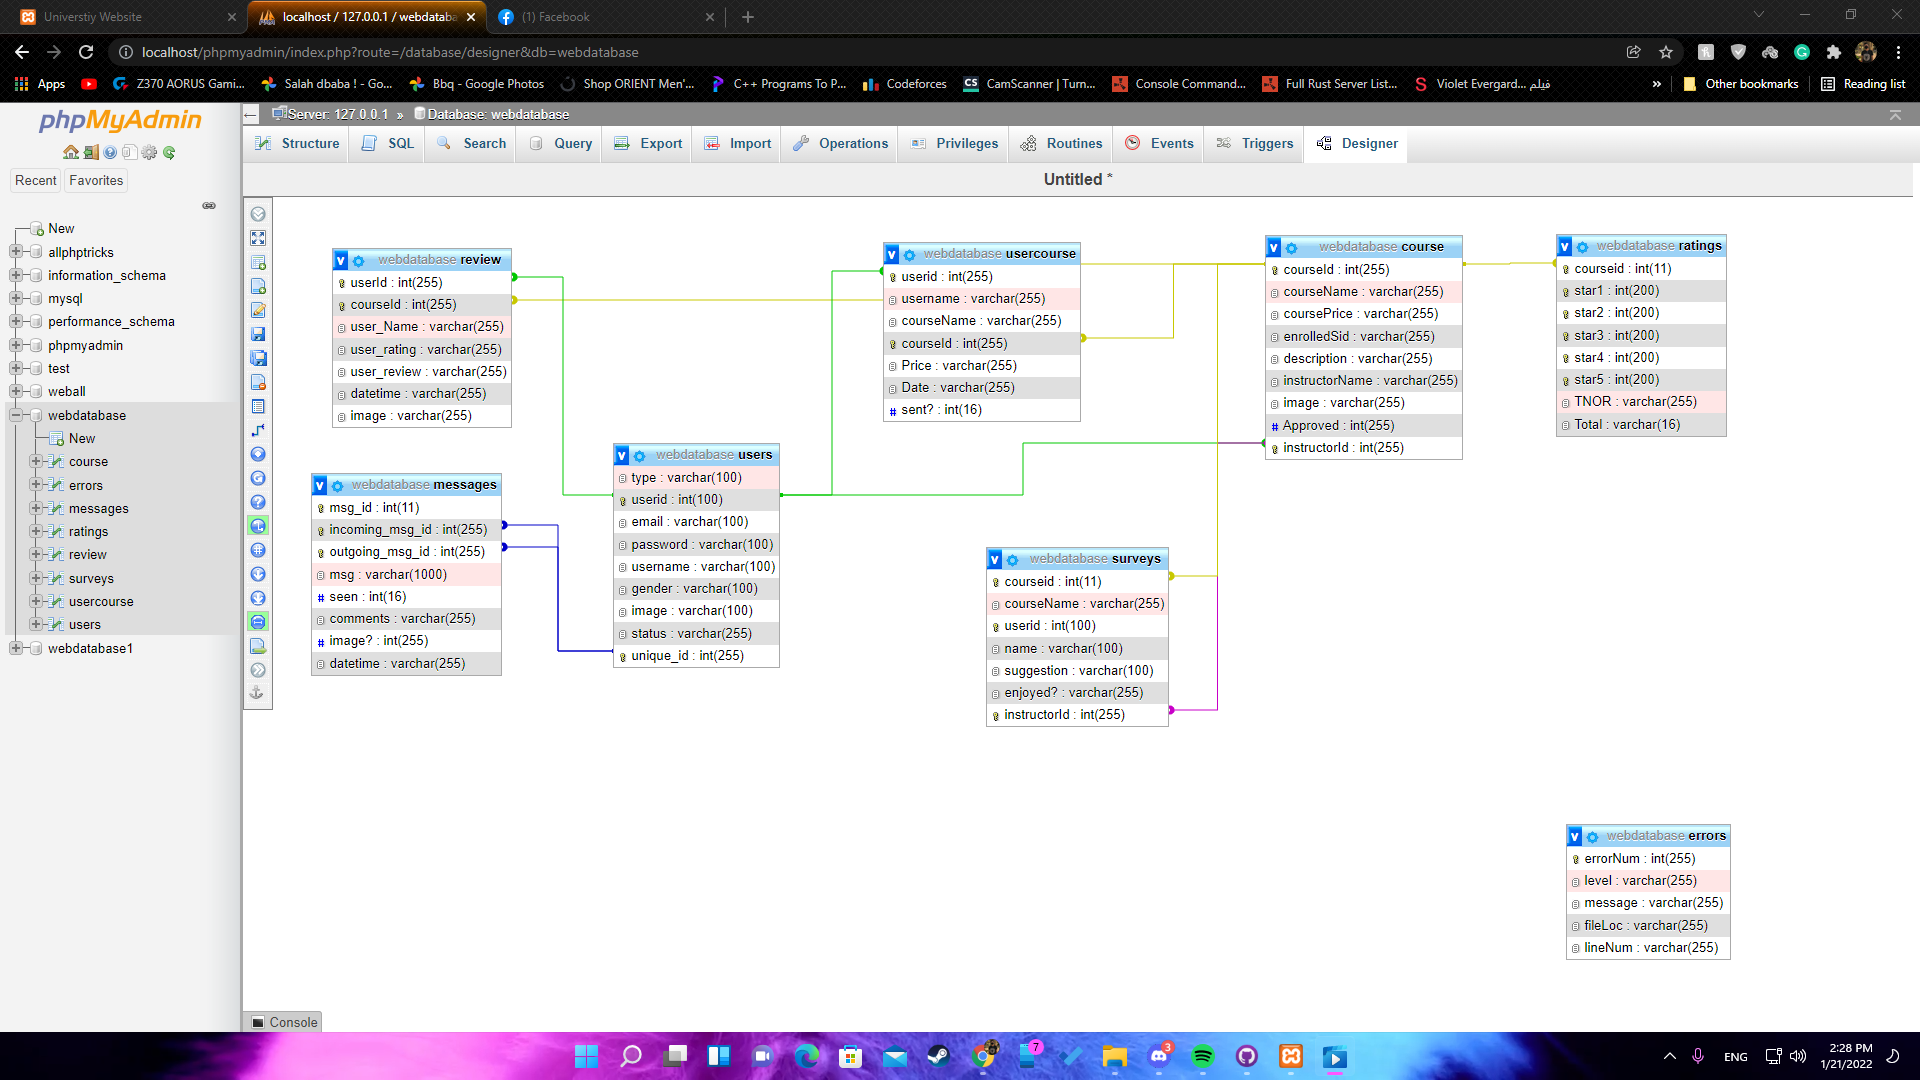 Universtiy Website
localhost / 127.0.0.1 / webdataba
(1) Facebook
localhost/phpmyadmin/index.php?route=/database/designer&db=webdatabase
Apps
Z370 AORUS Gami...
Salah dbaba ! - Go...
Bbq - Google Photos
Shop ORIENT Men'...
C++ Programs To P...
Codeforces
CS CamScanner | Turn...
Console Command...
Full Rust Server List...
Violet Evergard... فيلم
»
Other bookmarks
Reading list
phpMyAdmin
Recent
Favorites
New
allphptricks
information_schema
mysql
performance_schema
phpmyadmin
test
weball
webdatabase
New
course
errors
messages
ratings
review
surveys
usercourse
users
webdatabase1
Server: 127.0.0.1 » Database: webdatabase
Structure
SQL
Search
Query
Export
Import
Operations
Privileges
Routines
Events
Triggers
Designer
Untitled *
v webdatabase review
userId : int(255)
courseId : int(255)
user_Name : varchar(255)
user_rating : varchar(255)
user_review : varchar(255)
datetime : varchar(255)
image : varchar(255)
v webdatabase messages
msg_id : int(11)
incoming_msg_id : int(255)
outgoing_msg_id : int(255)
msg : varchar(1000)
# seen : int(16)
comments : varchar(255)
# image? : int(255)
datetime : varchar(255)
v webdatabase users
type : varchar(100)
userid : int(100)
email : varchar(100)
password : varchar(100)
username : varchar(100)
gender : varchar(100)
image : varchar(100)
status : varchar(255)
unique_id : int(255)
v webdatabase usercourse
userid : int(255)
username : varchar(255)
courseName : varchar(255)
courseId : int(255)
Price : varchar(255)
Date : varchar(255)
# sent? : int(16)
v webdatabase surveys
courseid : int(11)
courseName : varchar(255)
userid : int(100)
name : varchar(100)
suggestion : varchar(100)
enjoyed? : varchar(255)
instructorId : int(255)
v webdatabase course
courseId : int(255)
courseName : varchar(255)
coursePrice : varchar(255)
enrolledSid : varchar(255)
description : varchar(255)
instructorName : varchar(255)
image : varchar(255)
# Approved : int(255)
instructorId : int(255)
v webdatabase ratings
courseid : int(11)
star1 : int(200)
star2 : int(200)
star3 : int(200)
star4 : int(200)
star5 : int(200)
TNOR : varchar(255)
Total : varchar(16)
v webdatabase errors
errorNum : int(255)
level : varchar(255)
message : varchar(255)
fileLoc : varchar(255)
lineNum : varchar(255)
Console
7
3
ENG
2:28 PM
1/21/2022